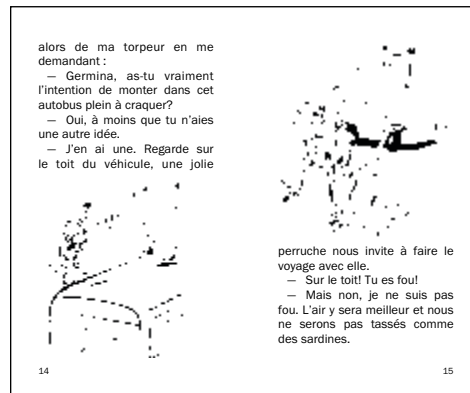 alors de ma torpeur en me
demandant :
— Germina, as-tu vraiment
l'intention de monter dans cet
autobus plein à craquer?
— Oui, à moins que tu n'aies
une autre idée.
— J'en ai une. Regarde sur
le toit du véhicule, une jolie
14
perruche nous invite à faire le
voyage avec elle.
— Sur le toit! Tu es fou!
— Mais non, je ne suis pas
fou. L'air y sera meilleur et nous
ne serons pas tassés comme
des sardines.
15